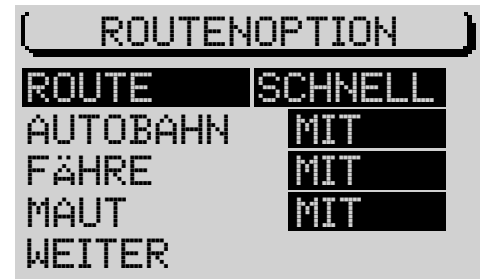 ROUTENOPTION
ROUTE SCHNELL
AUTOBAHN MIT
FÄHRE MIT
MAUT MIT
WEITER